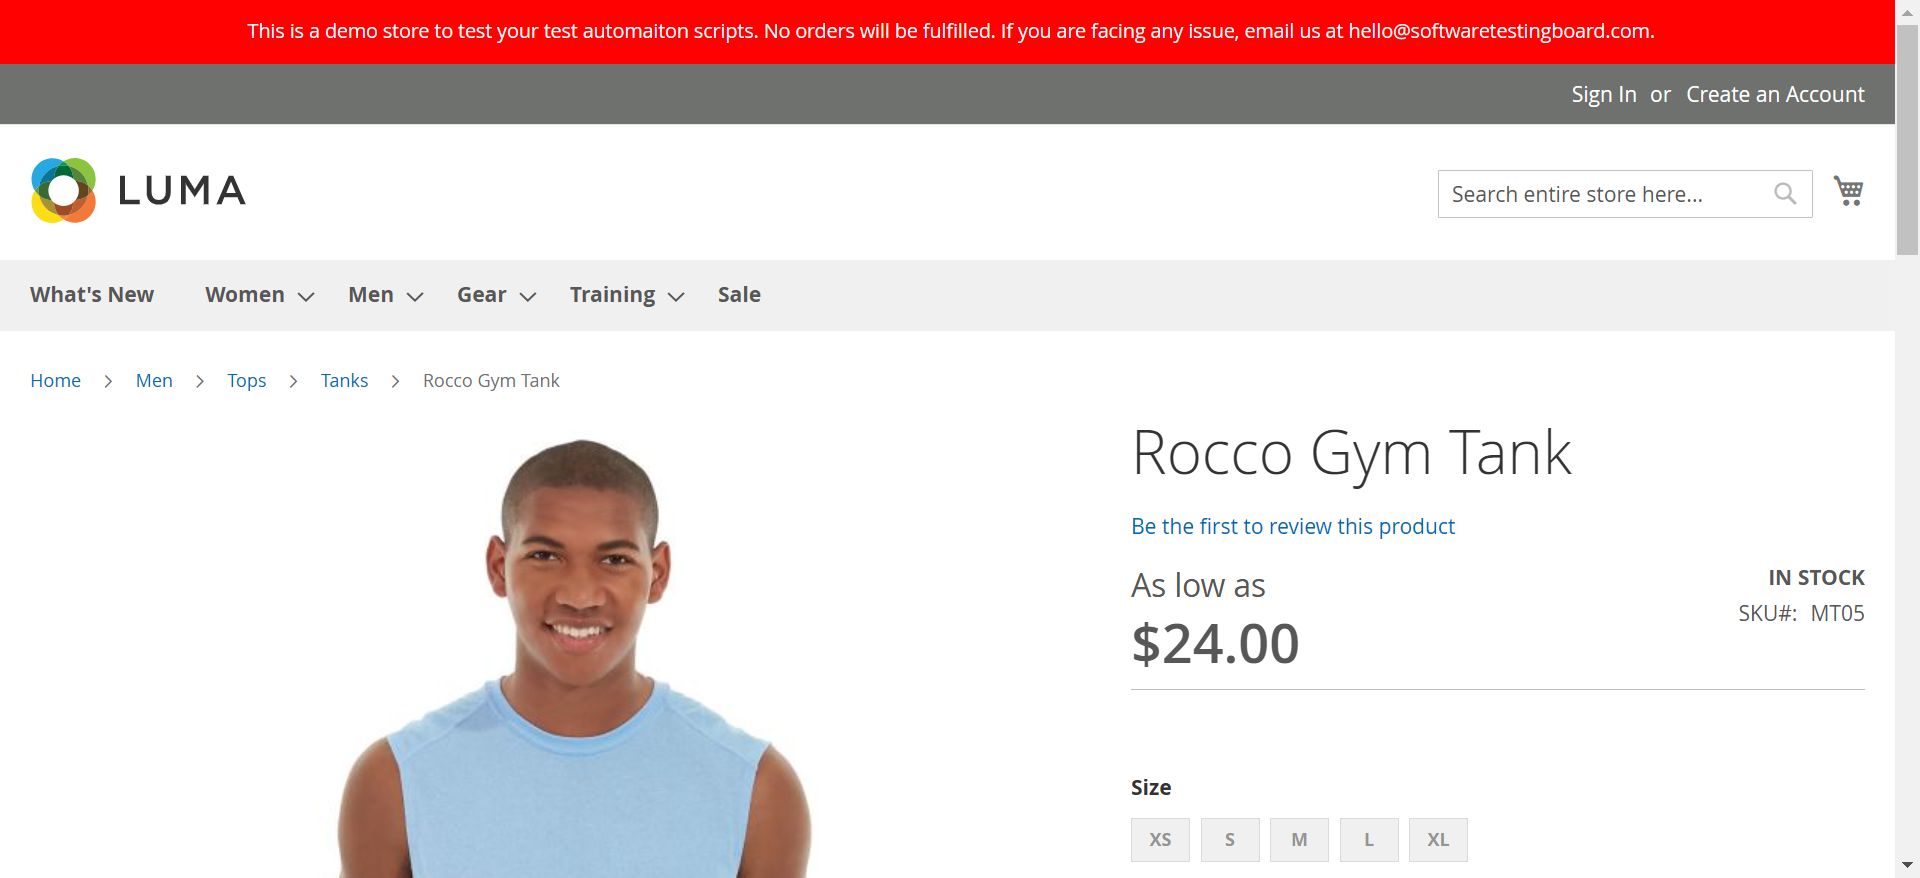 This is a demo store to test your test automaiton scripts. No orders will be fulfilled. If you are facing any issue, email us at hello@softwaretestingboard.com.
Sign In or Create an Account
LUMA
Search entire store here...
What's New Women Men Gear Training Sale
Home Men Tops Tanks Rocco Gym Tank
Rocco Gym Tank
Be the first to review this product
As low as
IN STOCK
$24.00
SKU#: MT05
Size
XS S M L XL